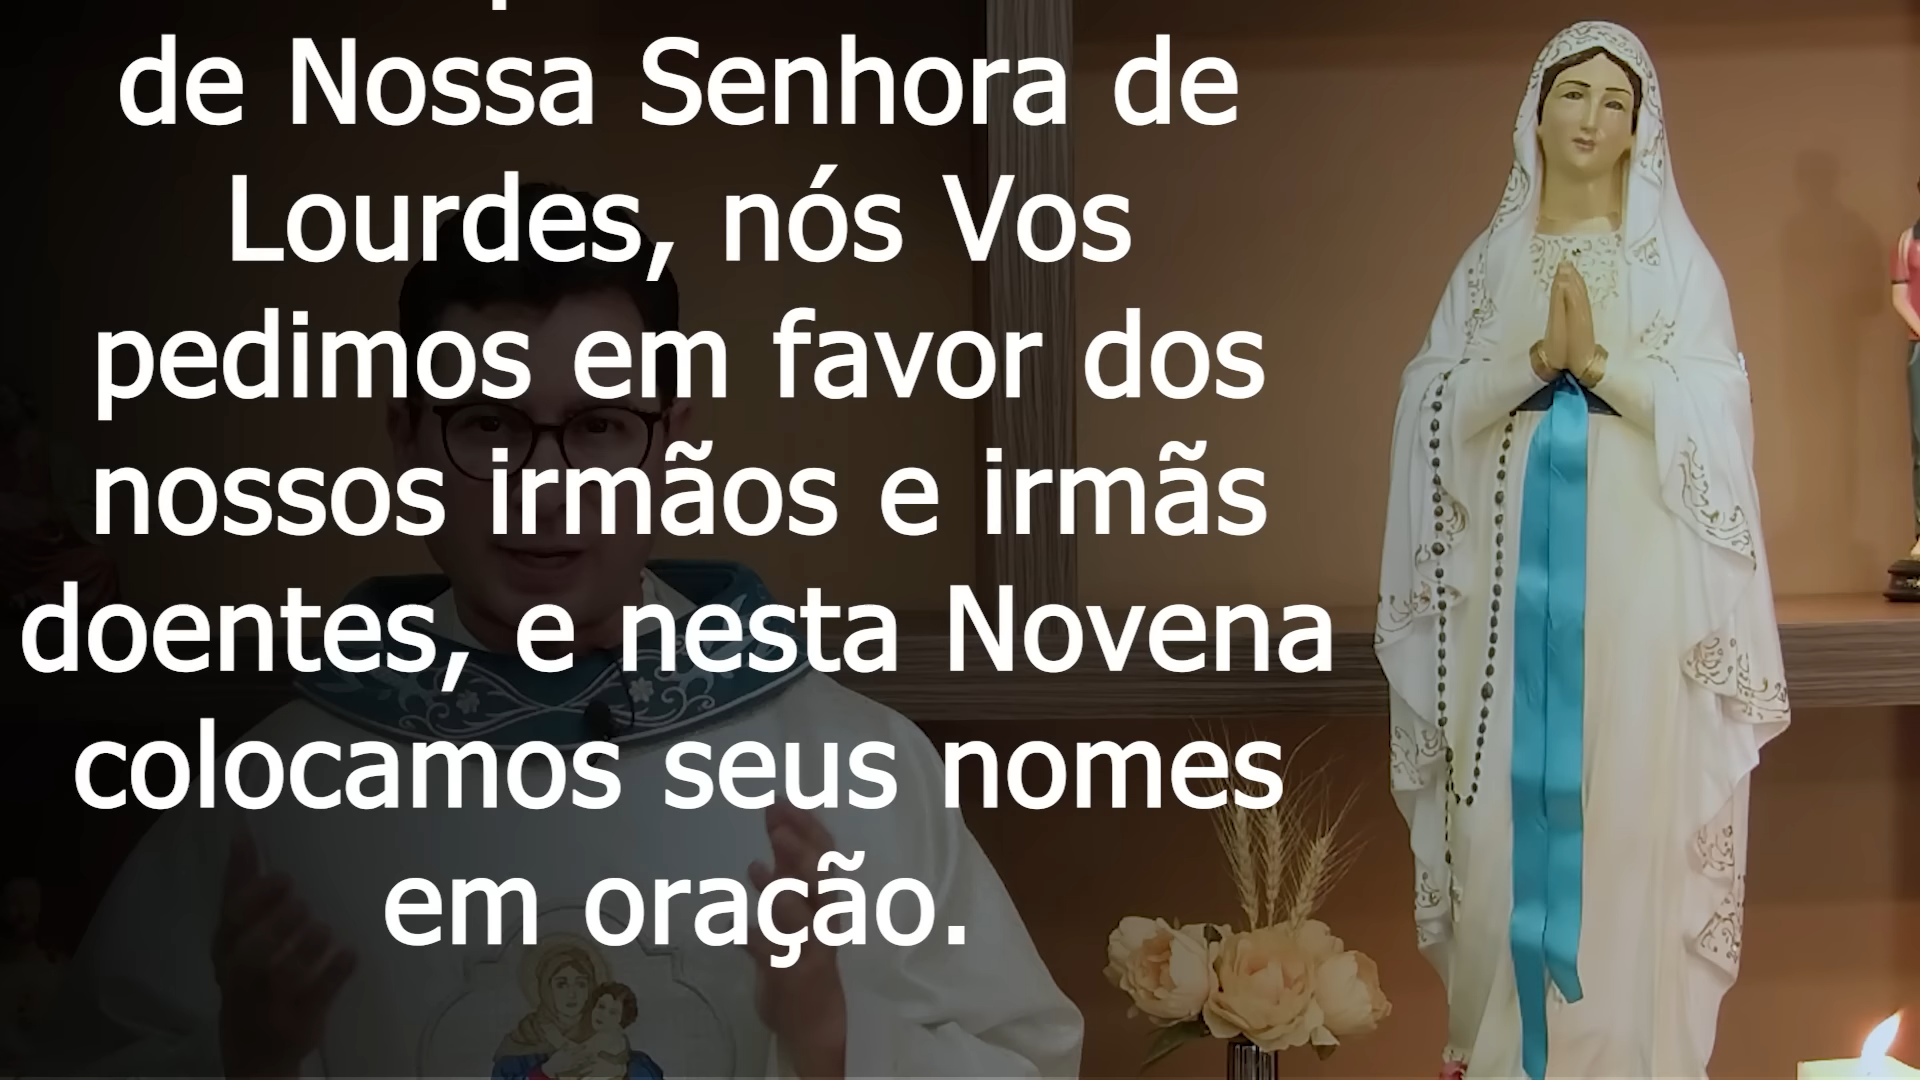 de Nossa Senhora de
Lourdes, nós Vos
pedimos em favor dos
nossos irmãos e irmãs
doentes, e nesta Novena
colocamos seus nomes
em oração.